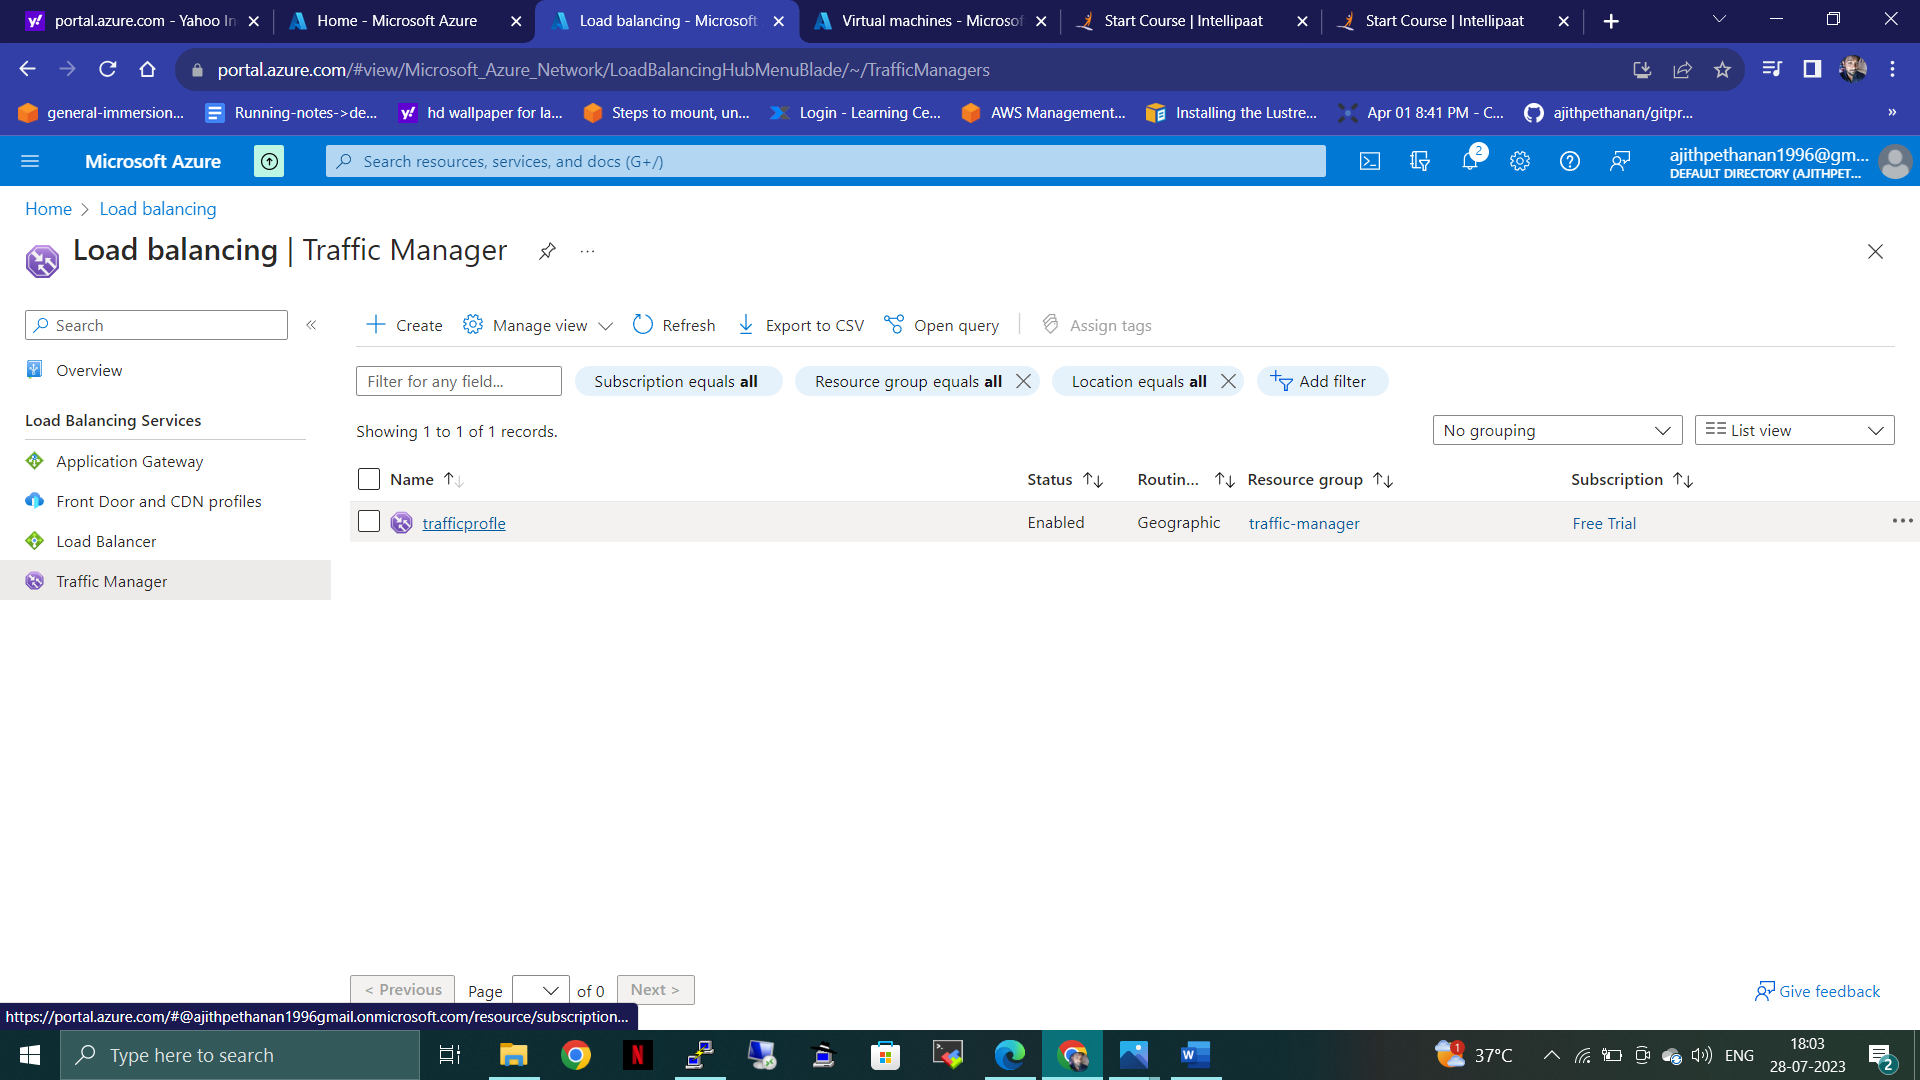 portal.azure.com - Yahoo In
Home - Microsoft Azure
Load balancing - Microsoft
Virtual machines - Microsof
Start Course | Intellipaat
Start Course | Intellipaat
portal.azure.com/#view/Microsoft_Azure_Network/LoadBalancingHubMenuBlade/~/TrafficManagers
general-immersion...
Running-notes->de...
hd wallpaper for la...
Steps to mount, un...
Login - Learning Ce...
AWS Management...
Installing the Lustre...
Apr 01 8:41 PM - C...
ajithpethanan/gitpr...
»
Microsoft Azure
Search resources, services, and docs (G+/)
2
ajithpethanan1996@gm...
DEFAULT DIRECTORY (AJITHPET...
Home > Load balancing
Load balancing | Traffic Manager
...
Search
«
Create
Manage view
Refresh
Export to CSV
Open query
Assign tags
Overview
Filter for any field...
Subscription equals all
Resource group equals all
Location equals all
Add filter
Load Balancing Services
Showing 1 to 1 of 1 records.
No grouping
List view
Application Gateway
Front Door and CDN profiles
Load Balancer
Traffic Manager
Name
Status
Routin...
Resource group
Subscription
trafficprofle
Enabled
Geographic
traffic-manager
Free Trial
...
< Previous
Page
of 0
Next >
Give feedback
https://portal.azure.com/#@ajithpethanan1996gmail.onmicrosoft.com/resource/subscription...
Type here to search
1
37°C
ENG
18:03
28-07-2023
2